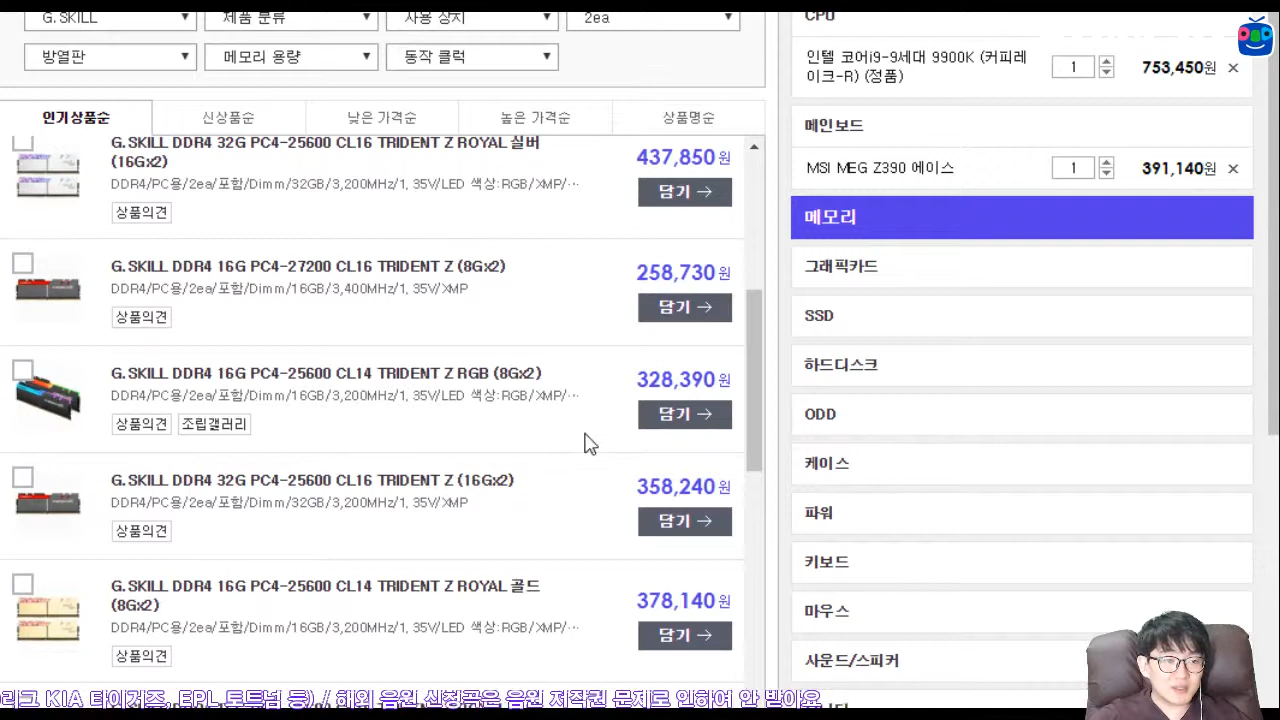 G.SKILL
제품 분류
사용 장치
2ea
방열판
메모리 용량
동작 클럭
인기상품순
신상품순
낮은 가격순
높은 가격순
상품명순
G.SKILL DDR4 32G PC4-25600 CL16 TRIDENT Z ROYAL 실버
(16Gx2)
DDR4/PC용/2ea/포함/Dimm/32GB/3,200MHz/1, 35V/LED 색상:RGB/XMP/···
상품의견
437,850원
담기 →
G.SKILL DDR4 16G PC4-27200 CL16 TRIDENT Z (8Gx2)
DDR4/PC용/2ea/포함/Dimm/16GB/3,400MHz/1, 35V/XMP
상품의견
258,730원
담기 →
G.SKILL DDR4 16G PC4-25600 CL14 TRIDENT Z RGB (8Gx2)
DDR4/PC용/2ea/포함/Dimm/16GB/3,200MHz/1, 35V/LED 색상:RGB/XMP/···
상품의견 조립갤러리
328,390원
담기 →
G.SKILL DDR4 32G PC4-25600 CL16 TRIDENT Z (16Gx2)
DDR4/PC용/2ea/포함/Dimm/32GB/3,200MHz/1, 35V/XMP
상품의견
358,240원
담기 →
G.SKILL DDR4 16G PC4-25600 CL14 TRIDENT Z ROYAL 골드
(8Gx2)
DDR4/PC용/2ea/포함/Dimm/16GB/3,200MHz/1, 35V/LED 색상:RGB/XMP/···
상품의견
378,140원
담기 →
CPU
인텔 코어i9-9세대 9900K (커피레
이크-R) (정품)
1
753,450원 ×
메인보드
MSI MEG Z390 에이스
1
391,140원 ×
메모리
그래픽카드
SSD
하드디스크
ODD
케이스
파워
키보드
마우스
사운드/스피커
KIA 타이거즈, EPL 토트넘 등) / 해외 음원 신청곡은 음원 저작권 문제로 인하여 안 받아요